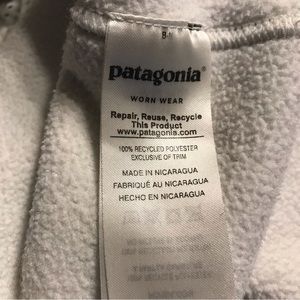 patagonia®
WORN WEAR
Repair, Reuse, Recycle
This Product
www.patagonia.com
100% RECYCLED POLYESTER
EXCLUSIVE OF TRIM
MADE IN NICARAGUA
FABRIQUÉ AU NICARAGUA
HECHO EN NICARAGUA